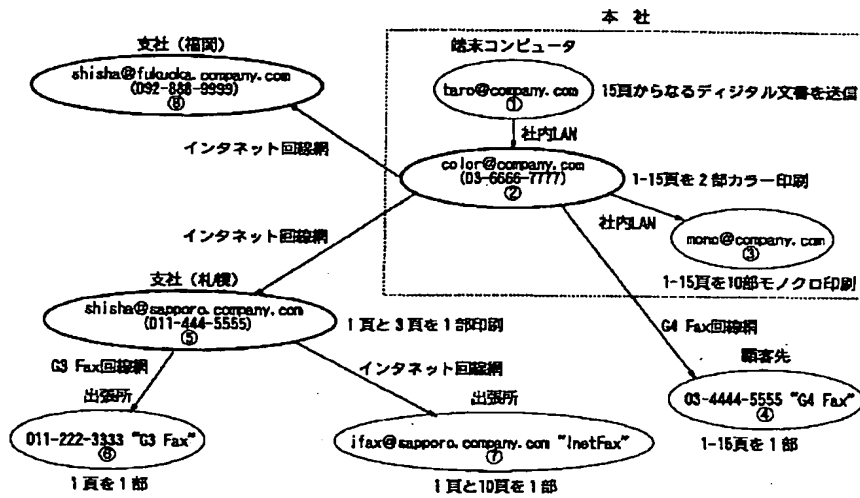 本 社
支社（福岡）
端末コンピュータ
shisha@fukuoka.company.com
(092-888-9999)
⑧
taro@company.com
①
15頁からなるディジタル文書を送信
社内LAN
インタネット回線網
color@company.com
(03-6666-7777)
②
1-15頁を2部カラー印刷
社内LAN
インタネット回線網
mono@company.com
③
1-15頁を10部モノクロ印刷
支社（札幌）
shisha@sapporo.company.com
(011-444-5555)
⑤
1頁と3頁を1部印刷
G4 Fax回線網
G3 Fax回線網
インタネット回線網
顧客先
出張所
出張所
03-4444-5555 "G4 Fax"
④
011-222-3333 "G3 Fax"
⑥
ifax@sapporo.company.com "InetFax"
⑦
1-15頁を1部
1頁を1部
1頁と10頁を1部